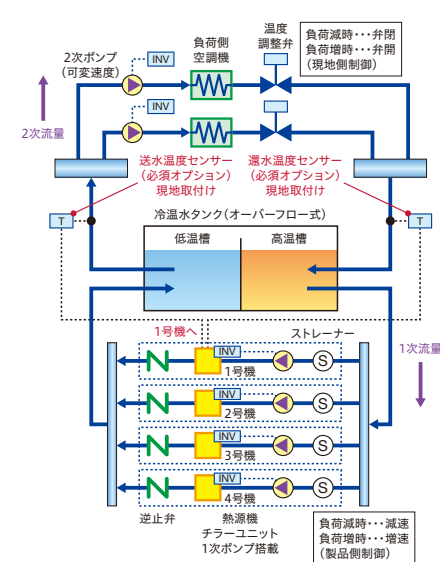 2次ポンプ
(可変速度)
INV
負荷側
空調機
温度
調整弁
負荷減時･･･弁閉
負荷増時･･･弁開
(現地側制御)
INV
2次流量
送水温度センサー
(必須オプション)
現地取付け
還水温度センサー
(必須オプション)
現地取付け
T
T
冷温水タンク(オーバーフロー式)
低温槽
高温槽
1号機へ
ストレーナー
1次流量
INV
S
1号機
INV
S
2号機
INV
S
3号機
INV
S
4号機
逆止弁
熱源機
チラーユニット
1次ポンプ搭載
負荷減時･･･減速
負荷増時･･･増速
(製品側制御)